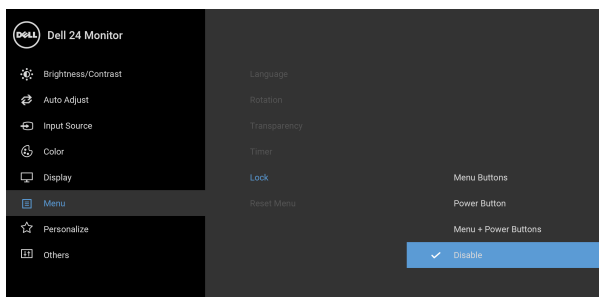 DELL
Dell 24 Monitor
Brightness/Contrast
Auto Adjust
Input Source
Color
Display
Menu
Personalize
Others
Language
Rotation
Transparency
Timer
Lock
Reset Menu
Menu Buttons
Power Button
Menu + Power Buttons
Disable